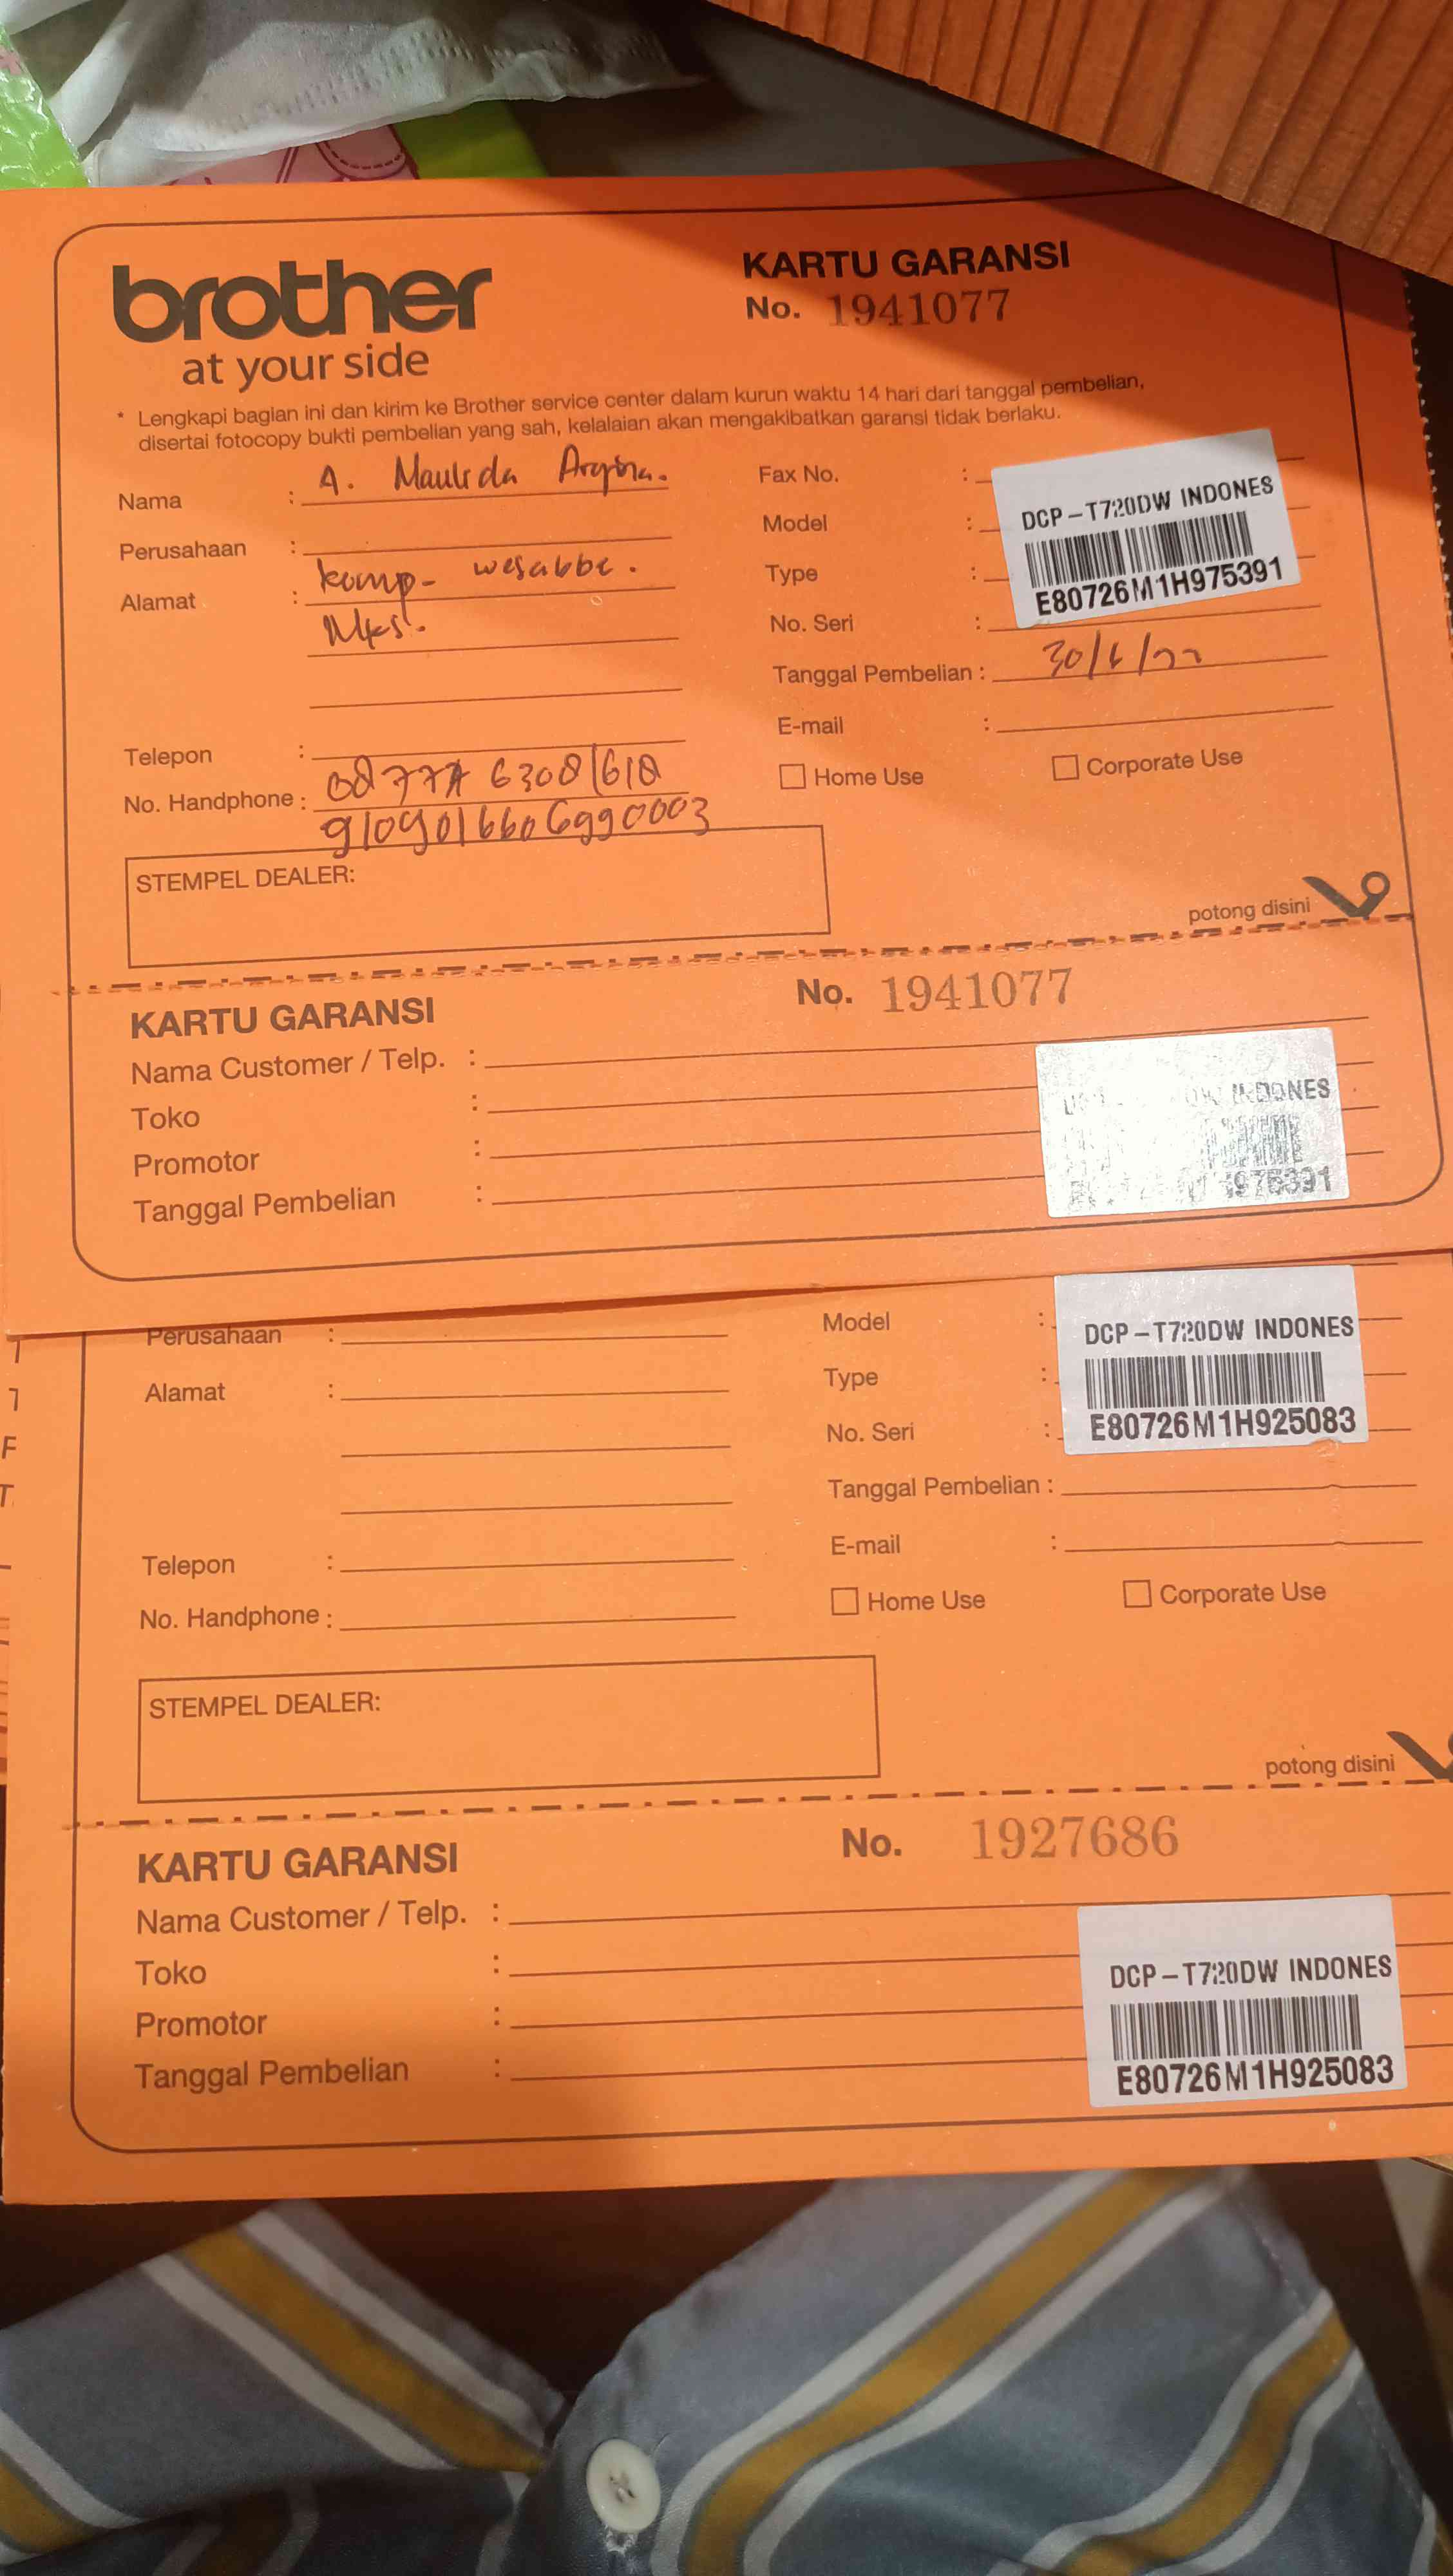 brother
at your side
KARTU GARANSI
No. 1941077
* Lengkapi bagian ini dan kirim ke Brother service center dalam kurun waktu 14 hari dari tanggal pembelian,
disertai fotocopy bukti pembelian yang sah, kelalaian akan mengakibatkan garansi tidak berlaku.
Nama : A. Maulida
Perusahaan :
Alamat : komp- wesabbe.
Mks.
Telepon :
No. Handphone :
9109016606990003
Fax No. :
Model :
Type :
No. Seri :
DCP-T720DW INDONES
E80726M1H975391
Tanggal Pembelian : 30/6/22
E-mail :
Home Use
Corporate Use
STEMPEL DEALER:
potong disini
KARTU GARANSI
No. 1941077
Nama Customer / Telp. :
Toko :
Promotor :
Tanggal Pembelian :
INDONES
Perusahaan :
Alamat :
Telepon :
No. Handphone :
Model :
Type :
No. Seri :
DCP-T720DW INDONES
E80726M1H925083
Tanggal Pembelian :
E-mail :
Home Use
Corporate Use
STEMPEL DEALER:
potong disini
KARTU GARANSI
No. 1927686
Nama Customer / Telp. :
Toko :
Promotor :
Tanggal Pembelian :
DCP-T720DW INDONES
E80726M1H925083